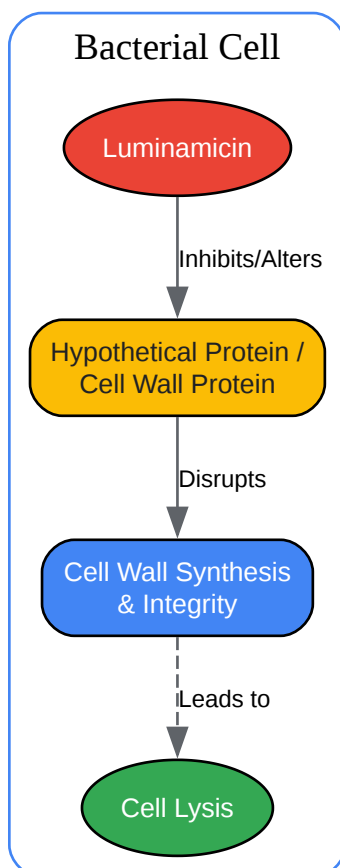 Bacterial Cell
Luminamicin
Inhibits/Alters
Hypothetical Protein /
Cell Wall Protein
Disrupts
Cell Wall Synthesis
& Integrity
Leads to
Cell Lysis